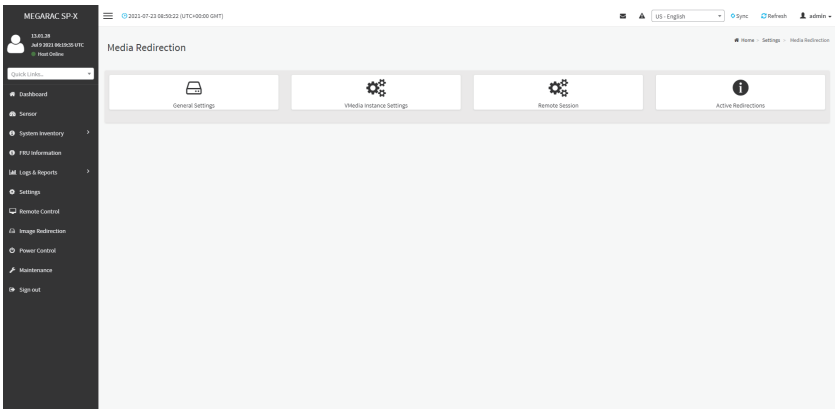 MEGARAC SP-X
2021-07-23 08:50:22 (UTC+00:00 GMT)
US - English
Sync
Refresh
admin
13.01.28
Jul 9 2021 06:19:35 UTC
Host Online
Quick Links..
Dashboard
Sensor
System Inventory
FRU Information
Logs & Reports
Settings
Remote Control
Image Redirection
Power Control
Maintenance
Sign out
Media Redirection
Home > Settings > Media Redirection
General Settings
VMedia Instance Settings
Remote Session
Active Redirections